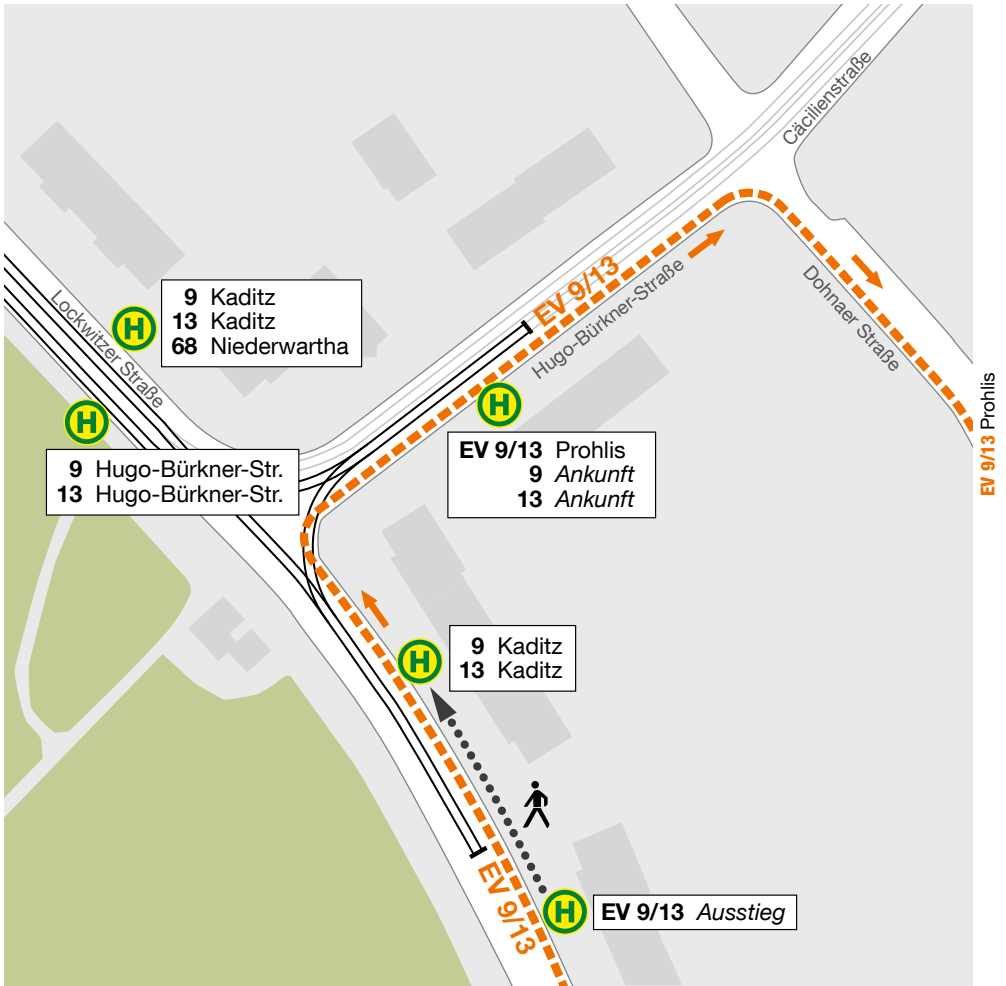 Cäcilienstraße
EV 9/13
Hugo-Bürkner-Straße
Dohnaer Straße
Lockwitzer Straße
H
9 Kaditz
13 Kaditz
68 Niederwartha
H
9 Hugo-Bürkner-Str.
13 Hugo-Bürkner-Str.
H
EV 9/13 Prohlis
9 Ankunft
13 Ankunft
EV 9/13 Prohlis
H
9 Kaditz
13 Kaditz
EV 9/13
H
EV 9/13 Ausstieg